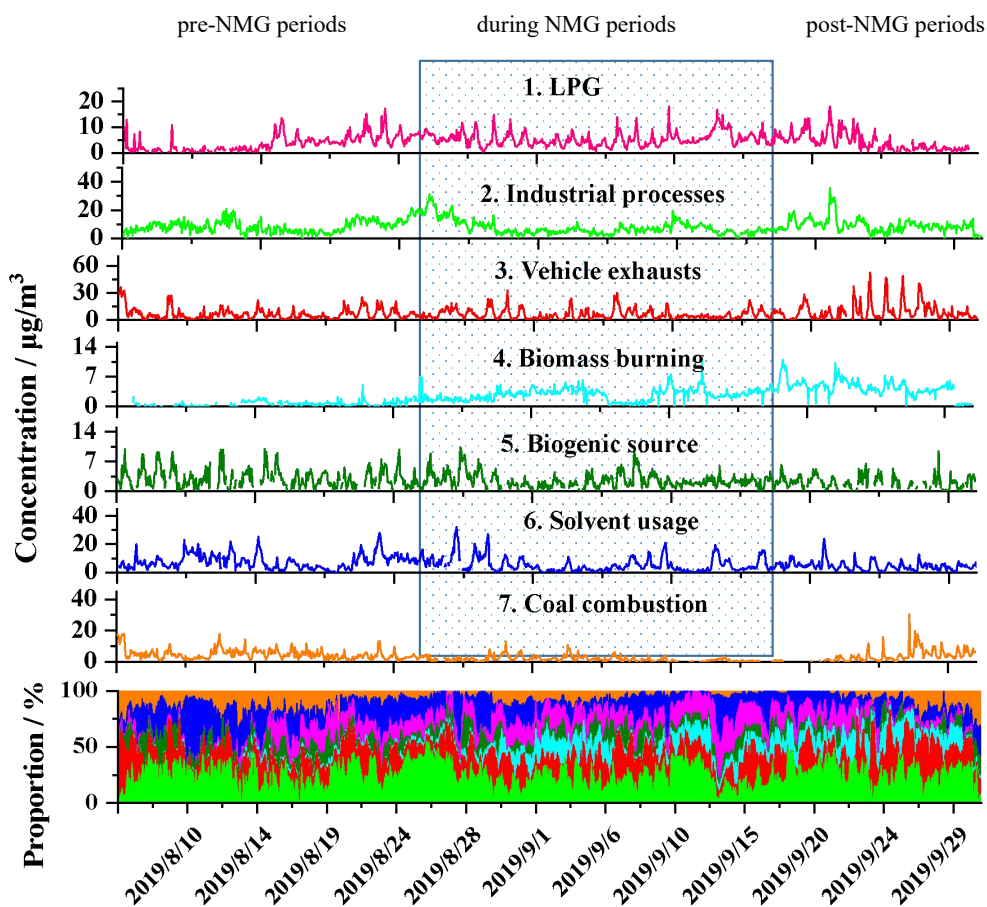 pre-NMG periods during NMG periods post-NMG periods
Concentration / μg/m³
1. LPG
20
10
0
2. Industrial processes
40
20
0
3. Vehicle exhausts
60
30
0
4. Biomass burning
14
7
0
5. Biogenic source
14
7
0
6. Solvent usage
40
20
0
7. Coal combustion
40
20
0
Proportion / %
100
50
0
2019/8/10 2019/8/14 2019/8/19 2019/8/24 2019/8/28 2019/9/1 2019/9/6 2019/9/10 2019/9/15 2019/9/20 2019/9/24 2019/9/29